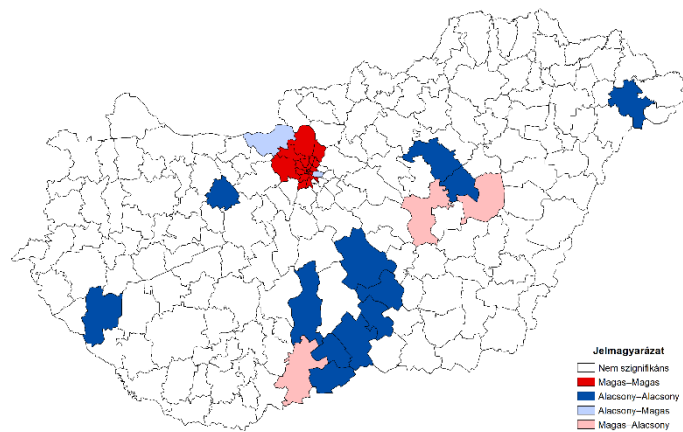 Jelmagyarázat
Nem szignifikáns
Magas–Magas
Alacsony–Alacsony
Alacsony–Magas
Magas–Alacsony